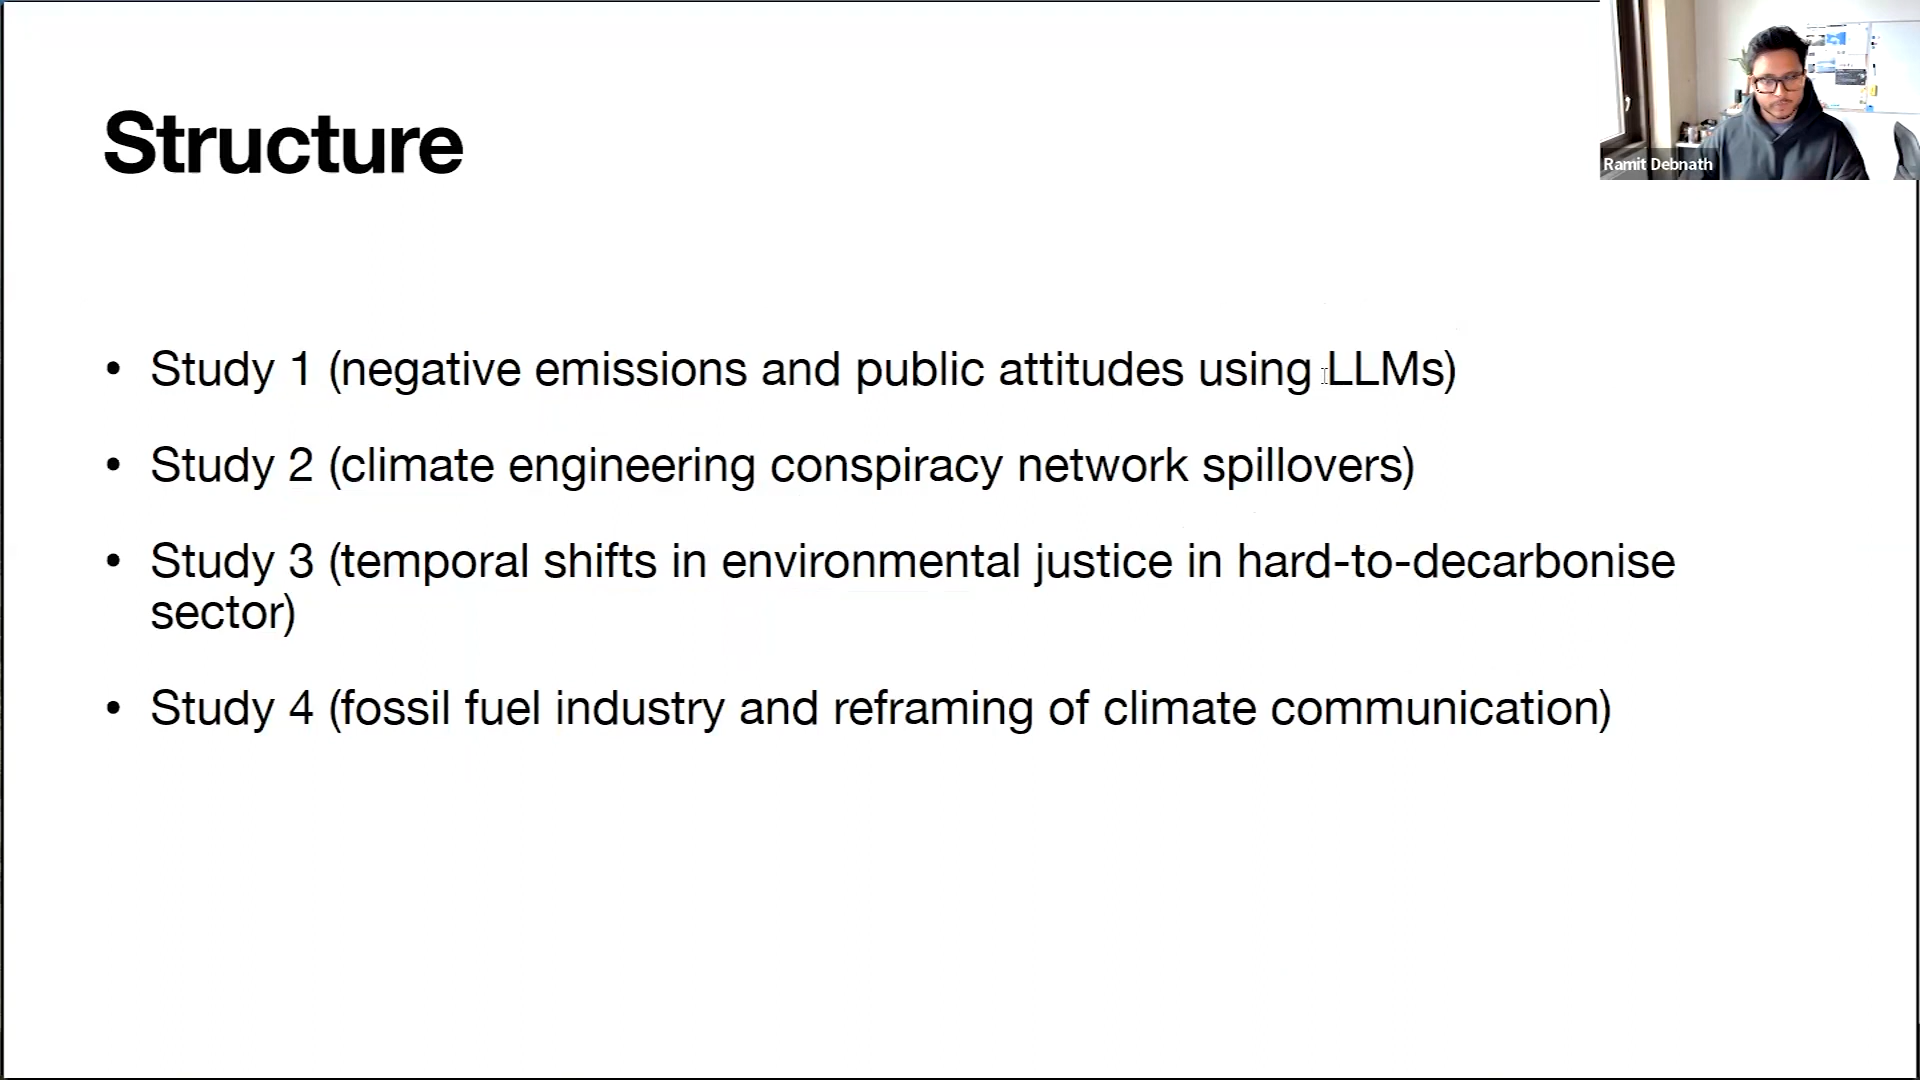 Structure
Ramit Debnath
• Study 1 (negative emissions and public attitudes using LLMs)
• Study 2 (climate engineering conspiracy network spillovers)
• Study 3 (temporal shifts in environmental justice in hard-to-decarbonise
sector)
• Study 4 (fossil fuel industry and reframing of climate communication)